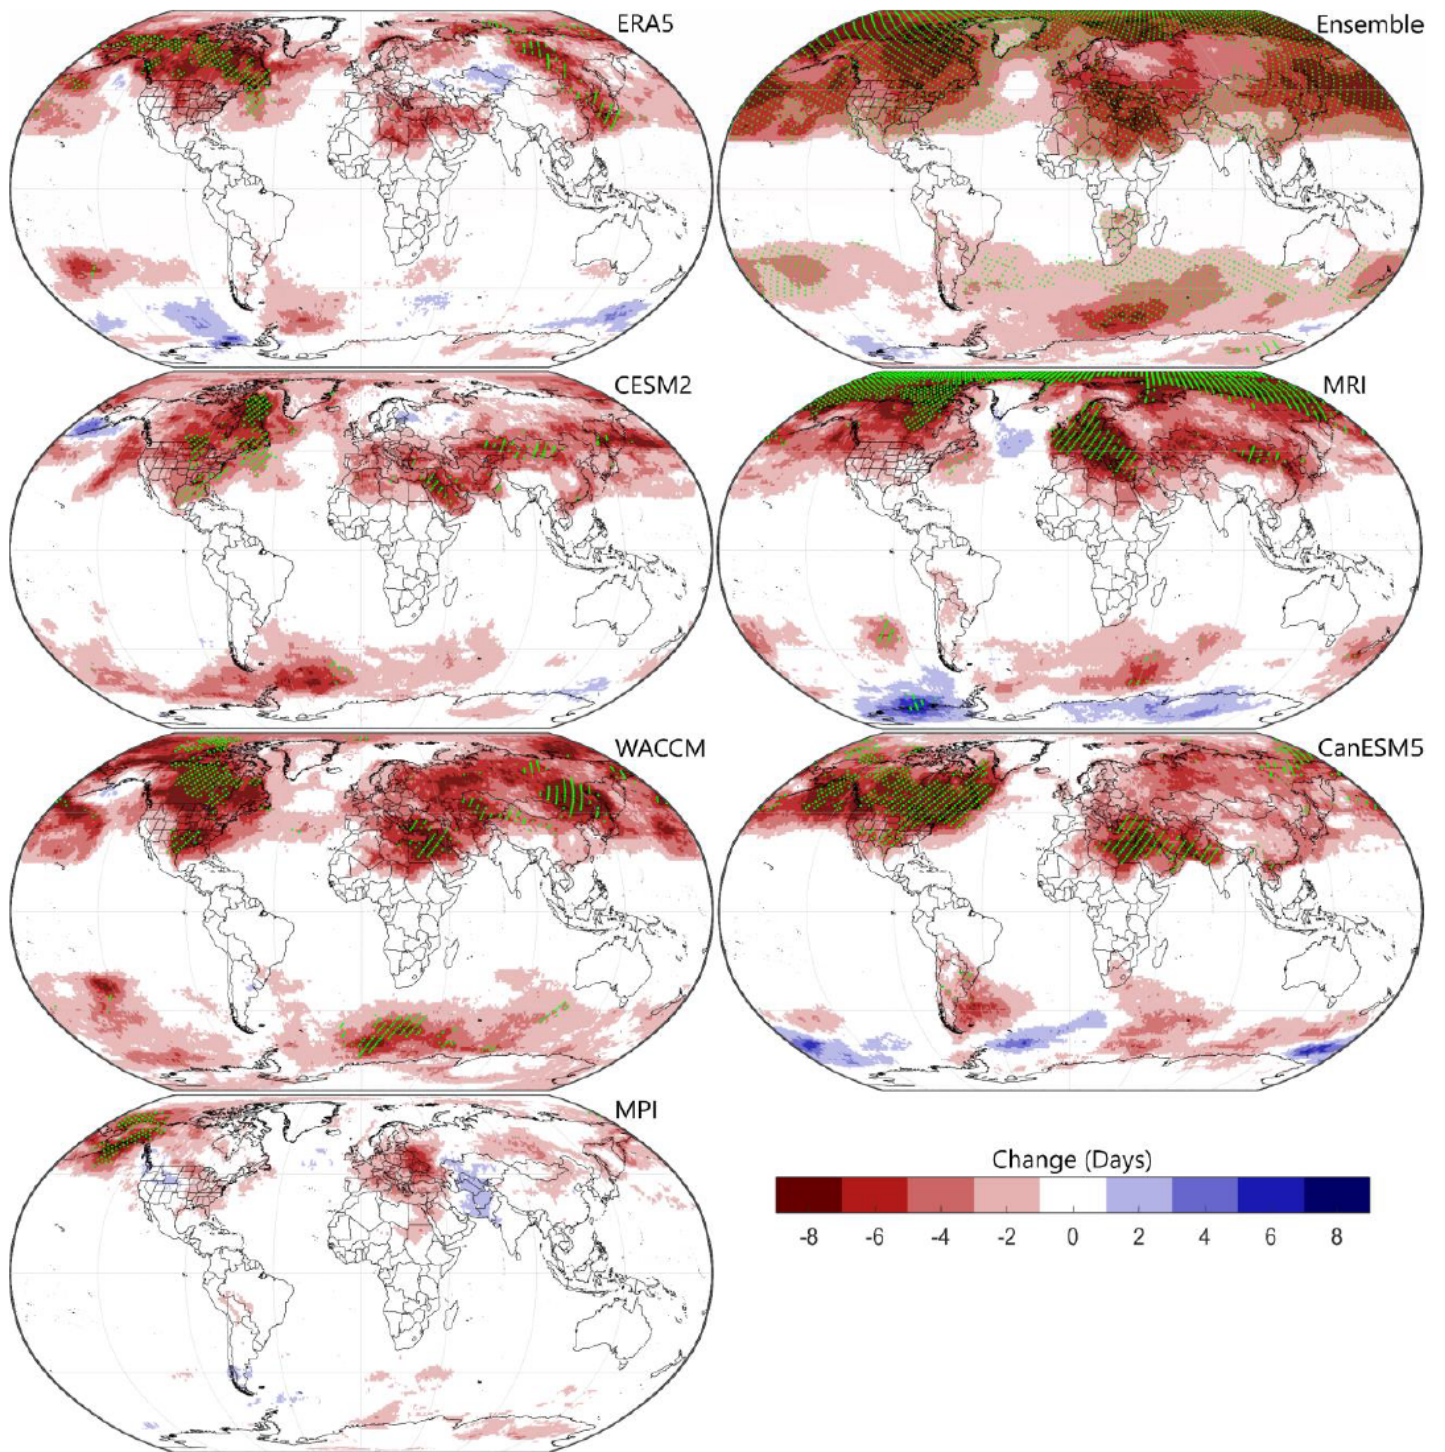 ERA5
Ensemble
CESM2
MRI
WACCM
CanESM5
MPI
Change (Days)
-8 -6 -4 -2 0 2 4 6 8